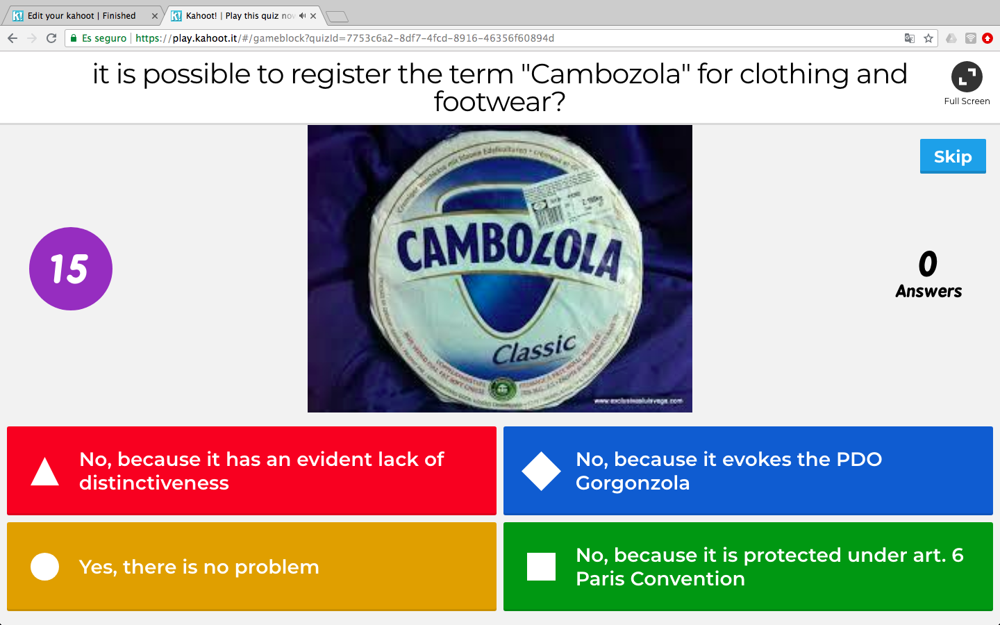 Edit your kahoot | Finished
Kahoot! | Play this quiz now
Es seguro
https://play.kahoot.it/#/gameblock?quizId=7753c6a2-8df7-4fcd-8916-46356f60894d
it is possible to register the term "Cambozola" for clothing and
footwear?
Full Screen
Skip
15
CAMBOZOLA
Classic
www.exclusivasluisvega.com
0
Answers
No, because it has an evident lack of
distinctiveness
No, because it evokes the PDO
Gorgonzola
Yes, there is no problem
No, because it is protected under art. 6
Paris Convention